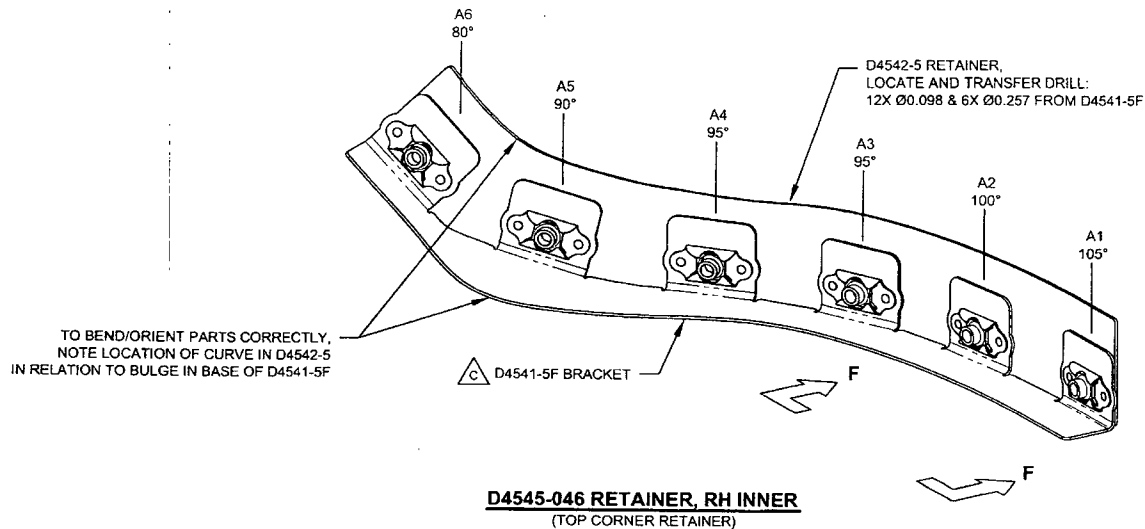 A6
80°
A5
90°
A4
95°
A3
95°
A2
100°
A1
105°
D4542-5 RETAINER,
LOCATE AND TRANSFER DRILL:
12X Ø0.098 & 6X Ø0.257 FROM D4541-5F
TO BEND/ORIENT PARTS CORRECTLY,
NOTE LOCATION OF CURVE IN D4542-5
IN RELATION TO BULGE IN BASE OF D4541-5F
C D4541-5F BRACKET
F
F
D4545-046 RETAINER, RH INNER
(TOP CORNER RETAINER)